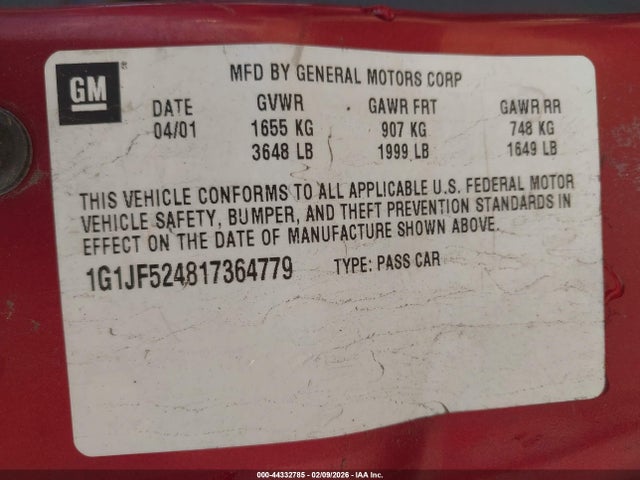 GM
MFD BY GENERAL MOTORS CORP
DATE GVWR GAWR FRT GAWR RR
04/01 1655 KG 907 KG 748 KG
3648 LB 1999 LB 1649 LB
THIS VEHICLE CONFORMS TO ALL APPLICABLE U.S. FEDERAL MOTOR
VEHICLE SAFETY, BUMPER, AND THEFT PREVENTION STANDARDS IN
EFFECT ON THE DATE OF MANUFACTURE SHOWN ABOVE.
1G1JF524817364779 TYPE: PASS CAR
000-44332785 - 02/09/2026 - IAA Inc.